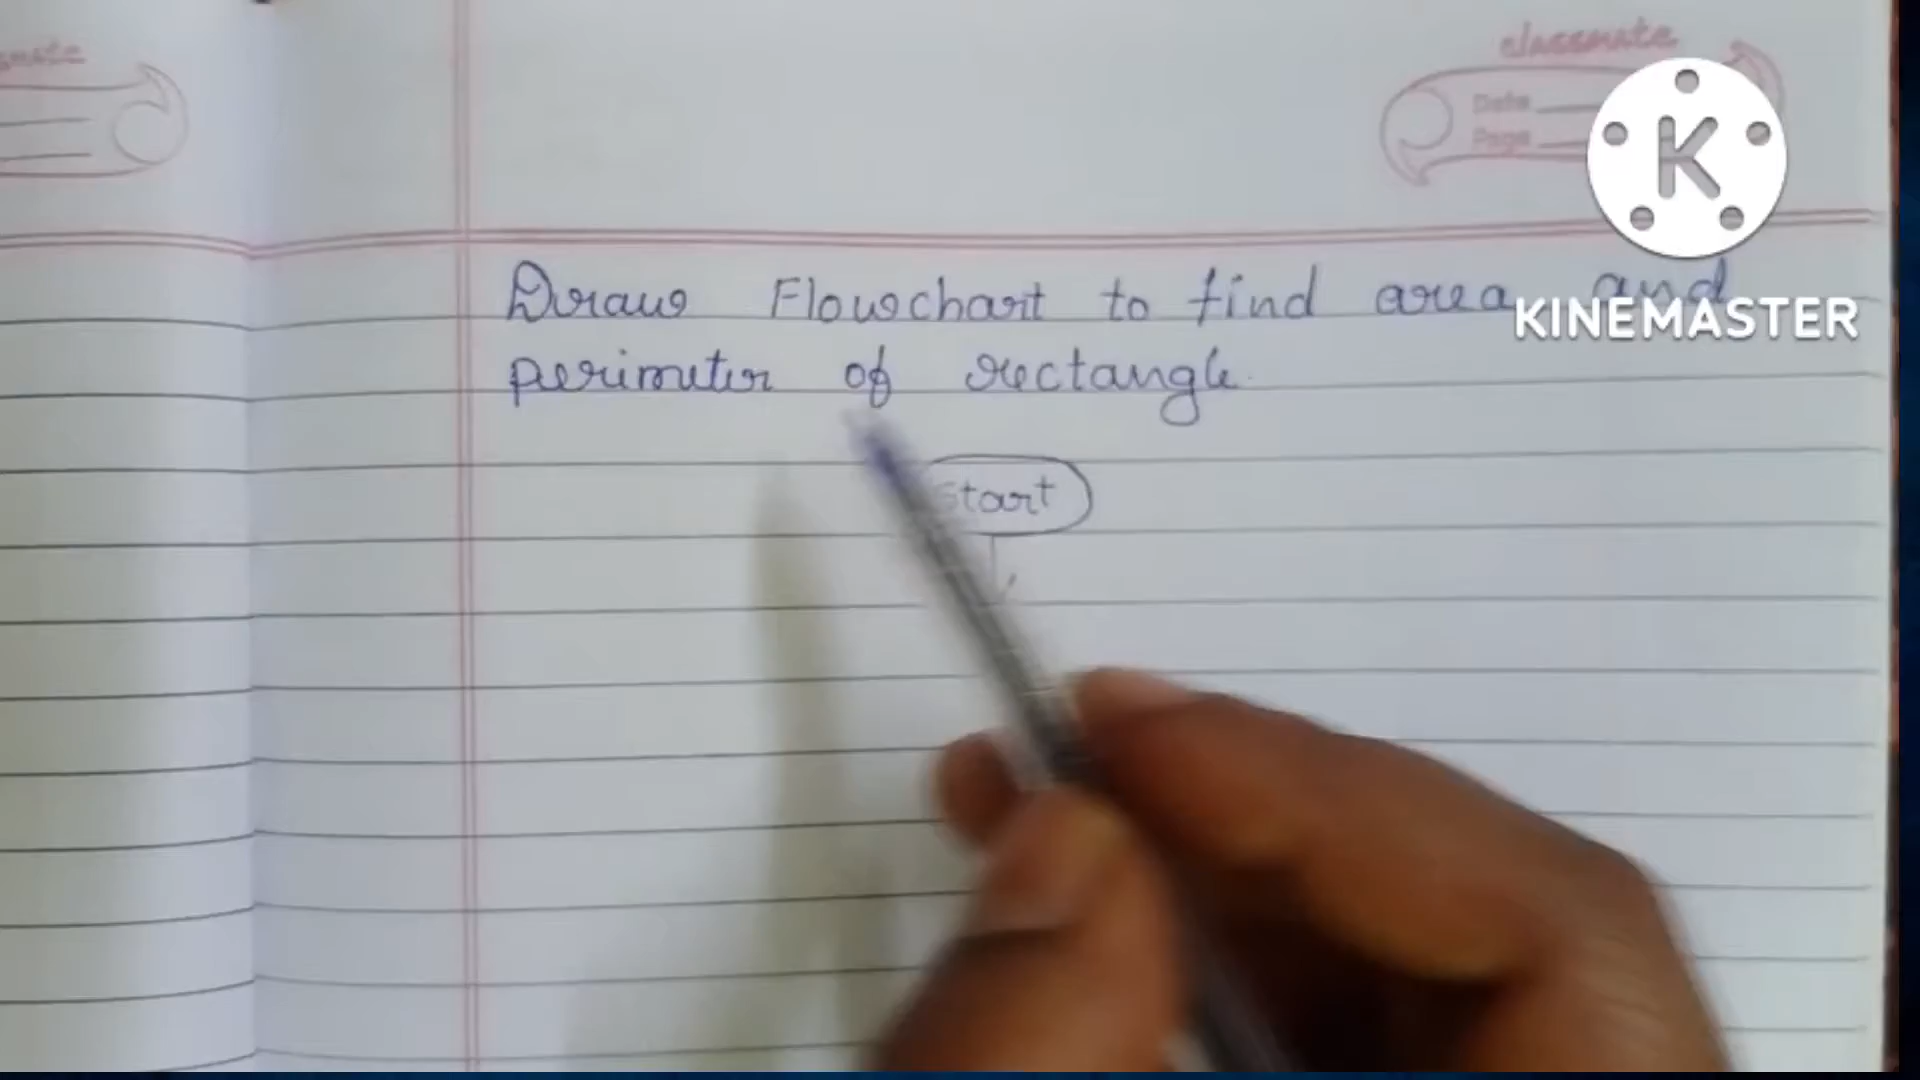 classmate
Date
Page
KINEMASTER
Draw Flowchart to find area and
perimeter of rectangle.
Start